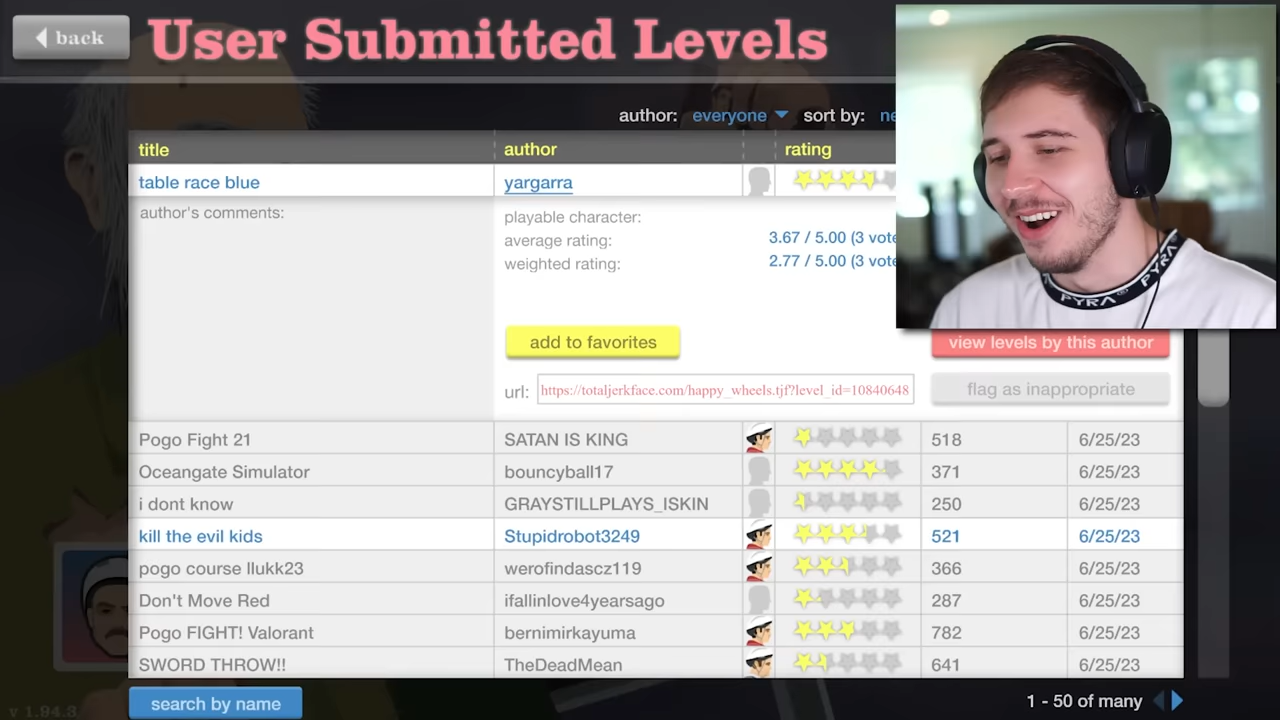 back
User Submitted Levels
author: everyone sort by: ne
title author rating
table race blue yargarra
author's comments: playable character:
average rating: 3.67 / 5.00 (3 vote
weighted rating: 2.77 / 5.00 (3 vote
add to favorites view levels by this author
url: https://totaljerkface.com/happy_wheels.tjf?level_id=10840648 flag as inappropriate
Pogo Fight 21 SATAN IS KING 518 6/25/23
Oceangate Simulator bouncyball17 371 6/25/23
i dont know GRAYSTILLPLAYS_ISKIN 250 6/25/23
kill the evil kids Stupidrobot3249 521 6/25/23
pogo course llukk23 werofindascz119 366 6/25/23
Don't Move Red ifallinlove4yearsago 287 6/25/23
Pogo FIGHT! Valorant bernimirkayuma 782 6/25/23
SWORD THROW!! TheDeadMean 641 6/25/23
search by name 1 - 50 of many
v 1.94.3
PYRA PYRA